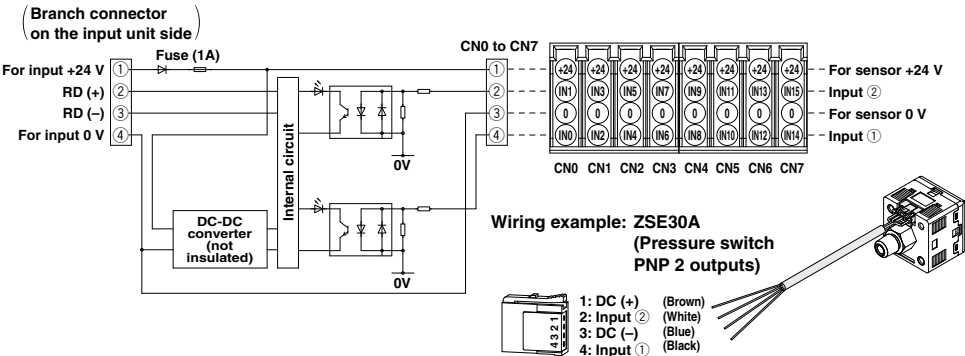 Branch connector
on the input unit side
Fuse (1A)
For input +24 V ①
RD (+) ②
RD (–) ③
For input 0 V ④
Internal circuit
DC-DC
converter
(not
insulated)
0V
0V
CN0 to CN7
①
②
③
④
+24 +24 +24 +24 +24 +24 +24 +24 For sensor +24 V
IN1 IN3 IN5 IN7 IN9 IN11 IN13 IN15 Input ②
0 0 0 0 0 0 0 0 For sensor 0 V
IN0 IN2 IN4 IN6 IN8 IN10 IN12 IN14 Input ①
CN0 CN1 CN2 CN3 CN4 CN5 CN6 CN7
Wiring example: ZSE30A
(Pressure switch
PNP 2 outputs)
4 3 2 1
1: DC (+) (Brown)
2: Input ② (White)
3: DC (–) (Blue)
4: Input ① (Black)